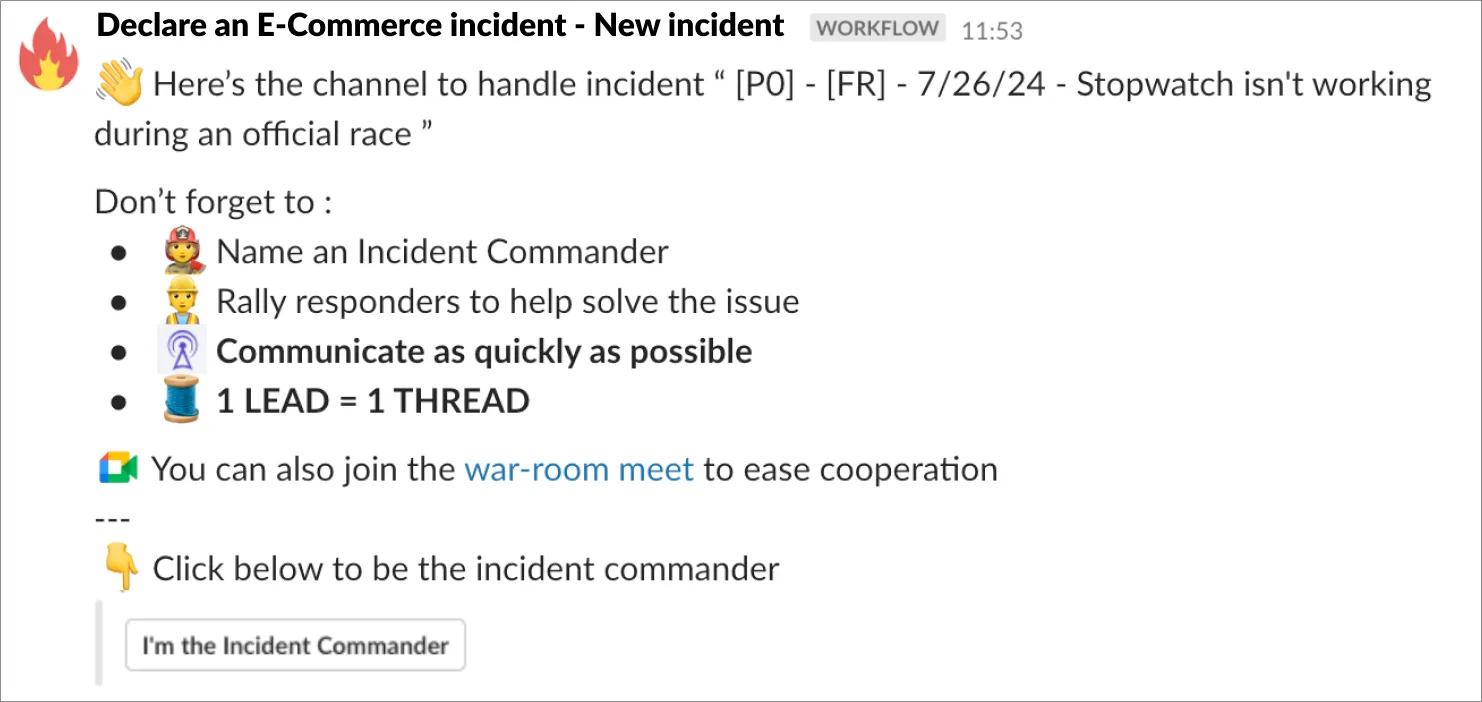 Declare an E-Commerce incident - New incident WORKFLOW 11:53
Here’s the channel to handle incident “ [P0] - [FR] - 7/26/24 - Stopwatch isn't working
during an official race ”
Don’t forget to :
Name an Incident Commander
Rally responders to help solve the issue
Communicate as quickly as possible
1 LEAD = 1 THREAD
You can also join the war-room meet to ease cooperation
---
Click below to be the incident commander
I'm the Incident Commander